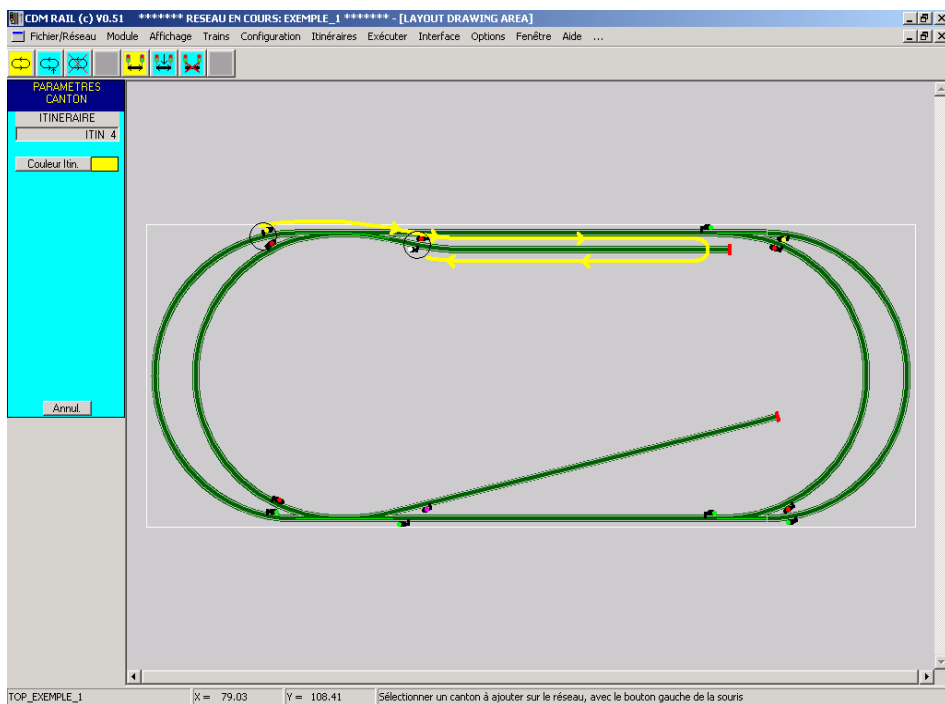 CDM RAIL (c) V0.51 ******* RESEAU EN COURS: EXEMPLE_1 ******* - [LAYOUT DRAWING AREA]
Fichier/Réseau Module Affichage Trains Configuration Itinéraires Exécuter Interface Options Fenêtre Aide ...
PARAMETRES
CANTON
ITINERAIRE
ITIN 4
Couleur Itin.
Annul.
TOP_EXEMPLE_1 X = 79.03 Y = 108.41 Sélectionner un canton à ajouter sur le réseau, avec le bouton gauche de la souris